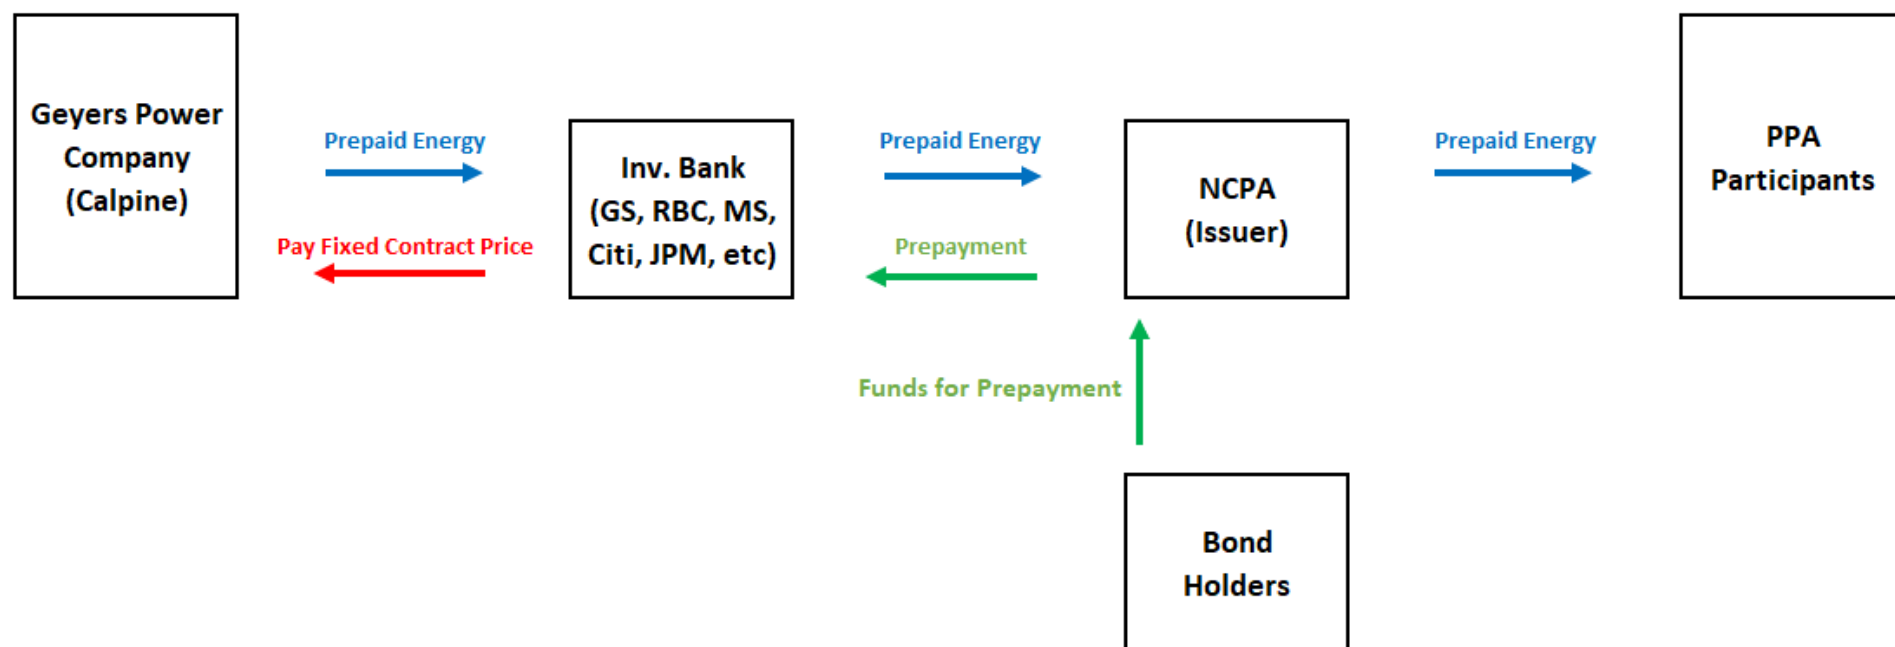 Geyers Power
Company
(Calpine)
Prepaid Energy
Pay Fixed Contract Price
Inv. Bank
(GS, RBC, MS,
Citi, JPM, etc)
Prepaid Energy
Prepayment
NCPA
(Issuer)
Prepaid Energy
PPA
Participants
Funds for Prepayment
Bond
Holders